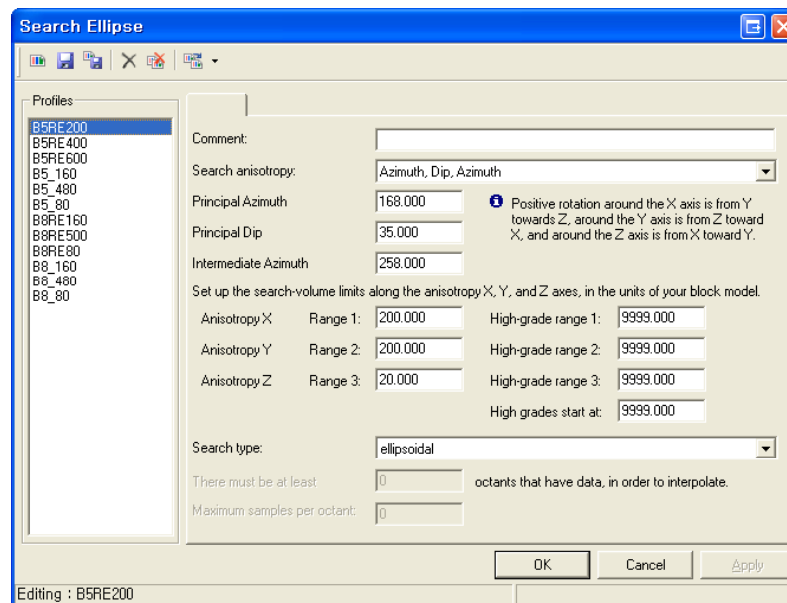 Search Ellipse
Profiles
B5RE200
B5RE400
B5RE600
B5_160
B5_480
B5_80
B8RE160
B8RE500
B8RE80
B8_160
B8_480
B8_80
Comment:
Search anisotropy: Azimuth, Dip, Azimuth
Principal Azimuth 168.000
Principal Dip 35.000
Intermediate Azimuth 258.000
Positive rotation around the X axis is from Y
towards Z, around the Y axis is from Z toward
X, and around the Z axis is from X toward Y.
Set up the search-volume limits along the anisotropy X, Y, and Z axes, in the units of your block model.
Anisotropy X Range 1: 200.000 High-grade range 1: 9999.000
Anisotropy Y Range 2: 200.000 High-grade range 2: 9999.000
Anisotropy Z Range 3: 20.000 High-grade range 3: 9999.000
High grades start at: 9999.000
Search type: ellipsoidal
There must be at least 0 octants that have data, in order to interpolate.
Maximum samples per octant: 0
OK Cancel Apply
Editing : B5RE200